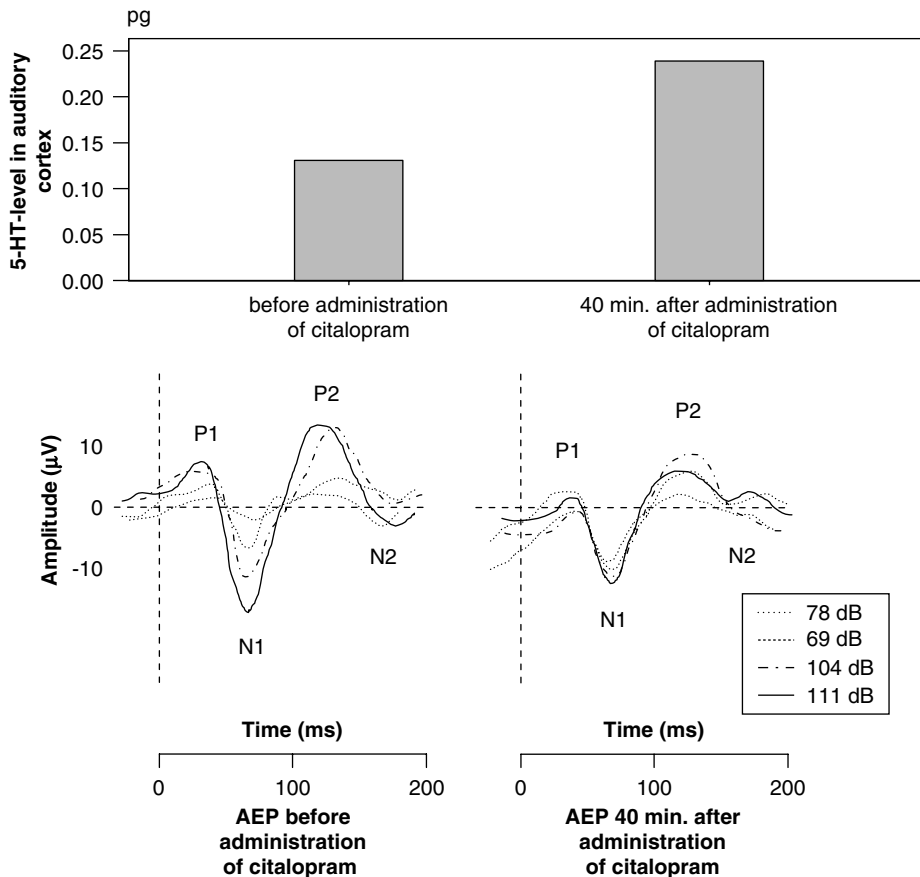 pg
5-HT-level in auditory
cortex
0.25
0.20
0.15
0.10
0.05
0.00
before administration
of citalopram
40 min. after administration
of citalopram
Amplitude (µV)
10
0
-10
P1
P2
N1
N2
P1
P2
N1
N2
78 dB
69 dB
104 dB
111 dB
Time (ms)
0 100 200
AEP before
administration
of citalopram
Time (ms)
0 100 200
AEP 40 min. after
administration
of citalopram